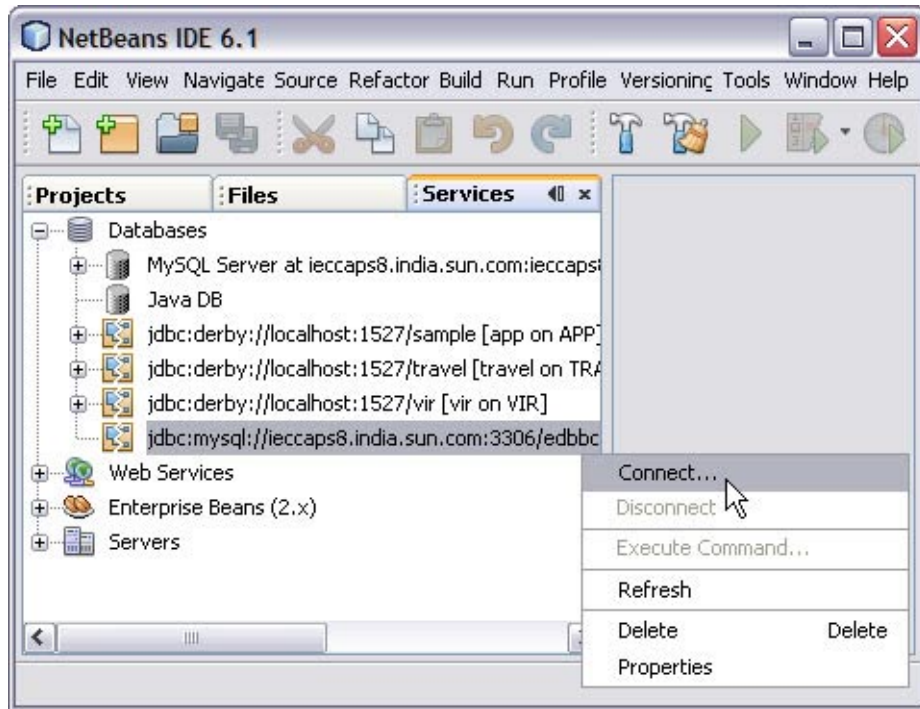 NetBeans IDE 6.1
File Edit View Navigate Source Refactor Build Run Profile Versioning Tools Window Help
Projects Files Services
Databases
MySQL Server at ieccaps8.india.sun.com:ieccaps
Java DB
jdbc:derby://localhost:1527/sample [app on APP]
jdbc:derby://localhost:1527/travel [travel on TRA
jdbc:derby://localhost:1527/vir [vir on VIR]
jdbc:mysql://ieccaps8.india.sun.com:3306/edbbc
Web Services
Enterprise Beans (2.x)
Servers
Connect...
Disconnect
Execute Command...
Refresh
Delete Delete
Properties